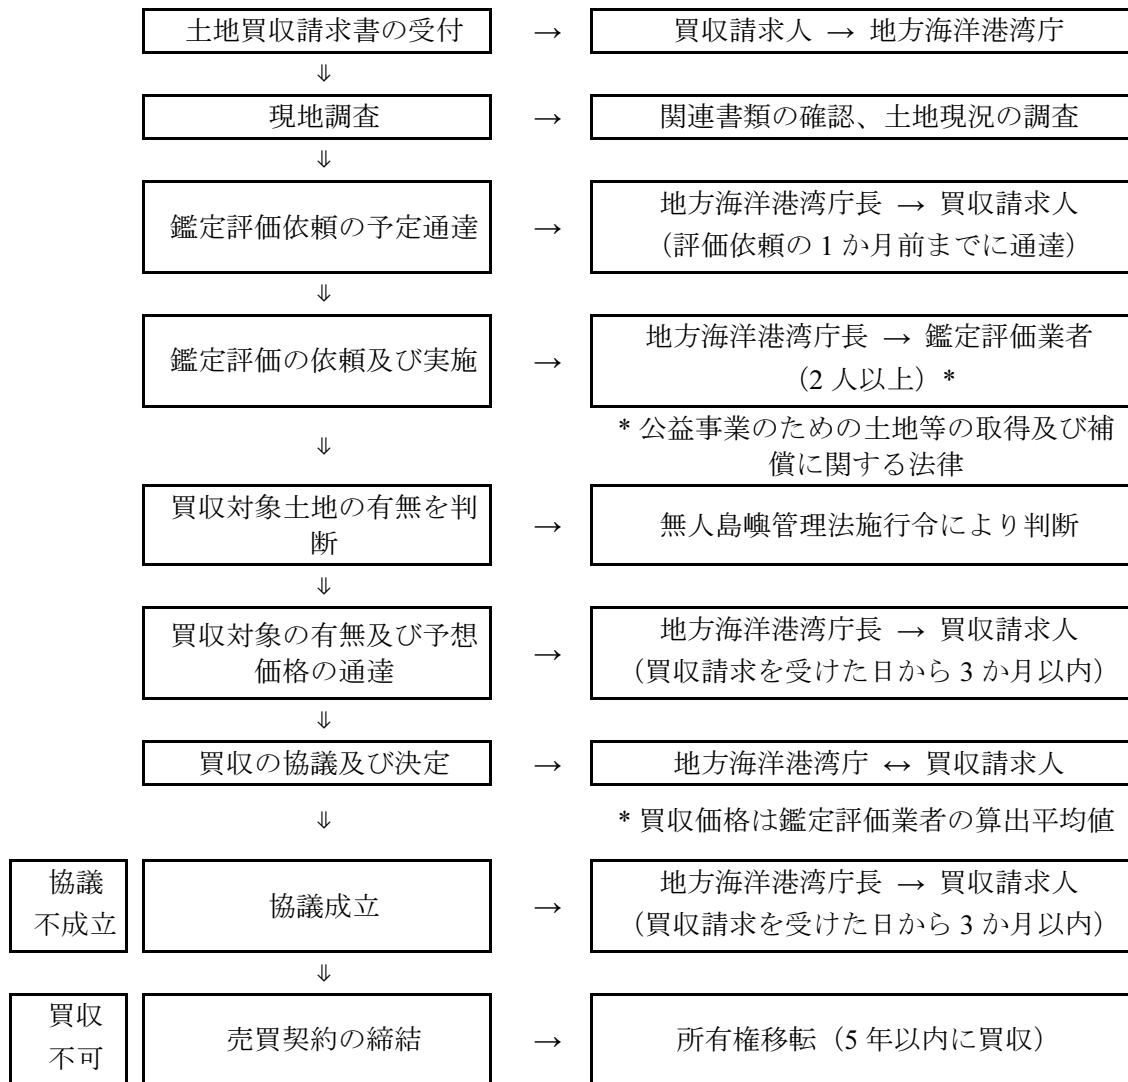 土地買収請求書の受付 → 買収請求人 → 地方海洋港湾庁
⇓
現地調査 → 関連書類の確認、土地現況の調査
⇓
鑑定評価依頼の予定通達 → 地方海洋港湾庁長 → 買収請求人
（評価依頼の 1 か月前までに通達）
⇓
鑑定評価の依頼及び実施 → 地方海洋港湾庁長 → 鑑定評価業者
（2 人以上）*
⇓
* 公益事業のための土地等の取得及び補
償に関する法律
買収対象土地の有無を判
断
→ 無人島嶼管理法施行令により判断
⇓
買収対象の有無及び予想
価格の通達
→ 地方海洋港湾庁長 → 買収請求人
（買収請求を受けた日から 3 か月以内）
⇓
買収の協議及び決定 → 地方海洋港湾庁 ↔ 買収請求人
⇓ * 買収価格は鑑定評価業者の算出平均値
協議
不成立
協議成立 → 地方海洋港湾庁長 → 買収請求人
（買収請求を受けた日から 3 か月以内）
⇓
買収
不可
売買契約の締結 → 所有権移転（5 年以内に買収）